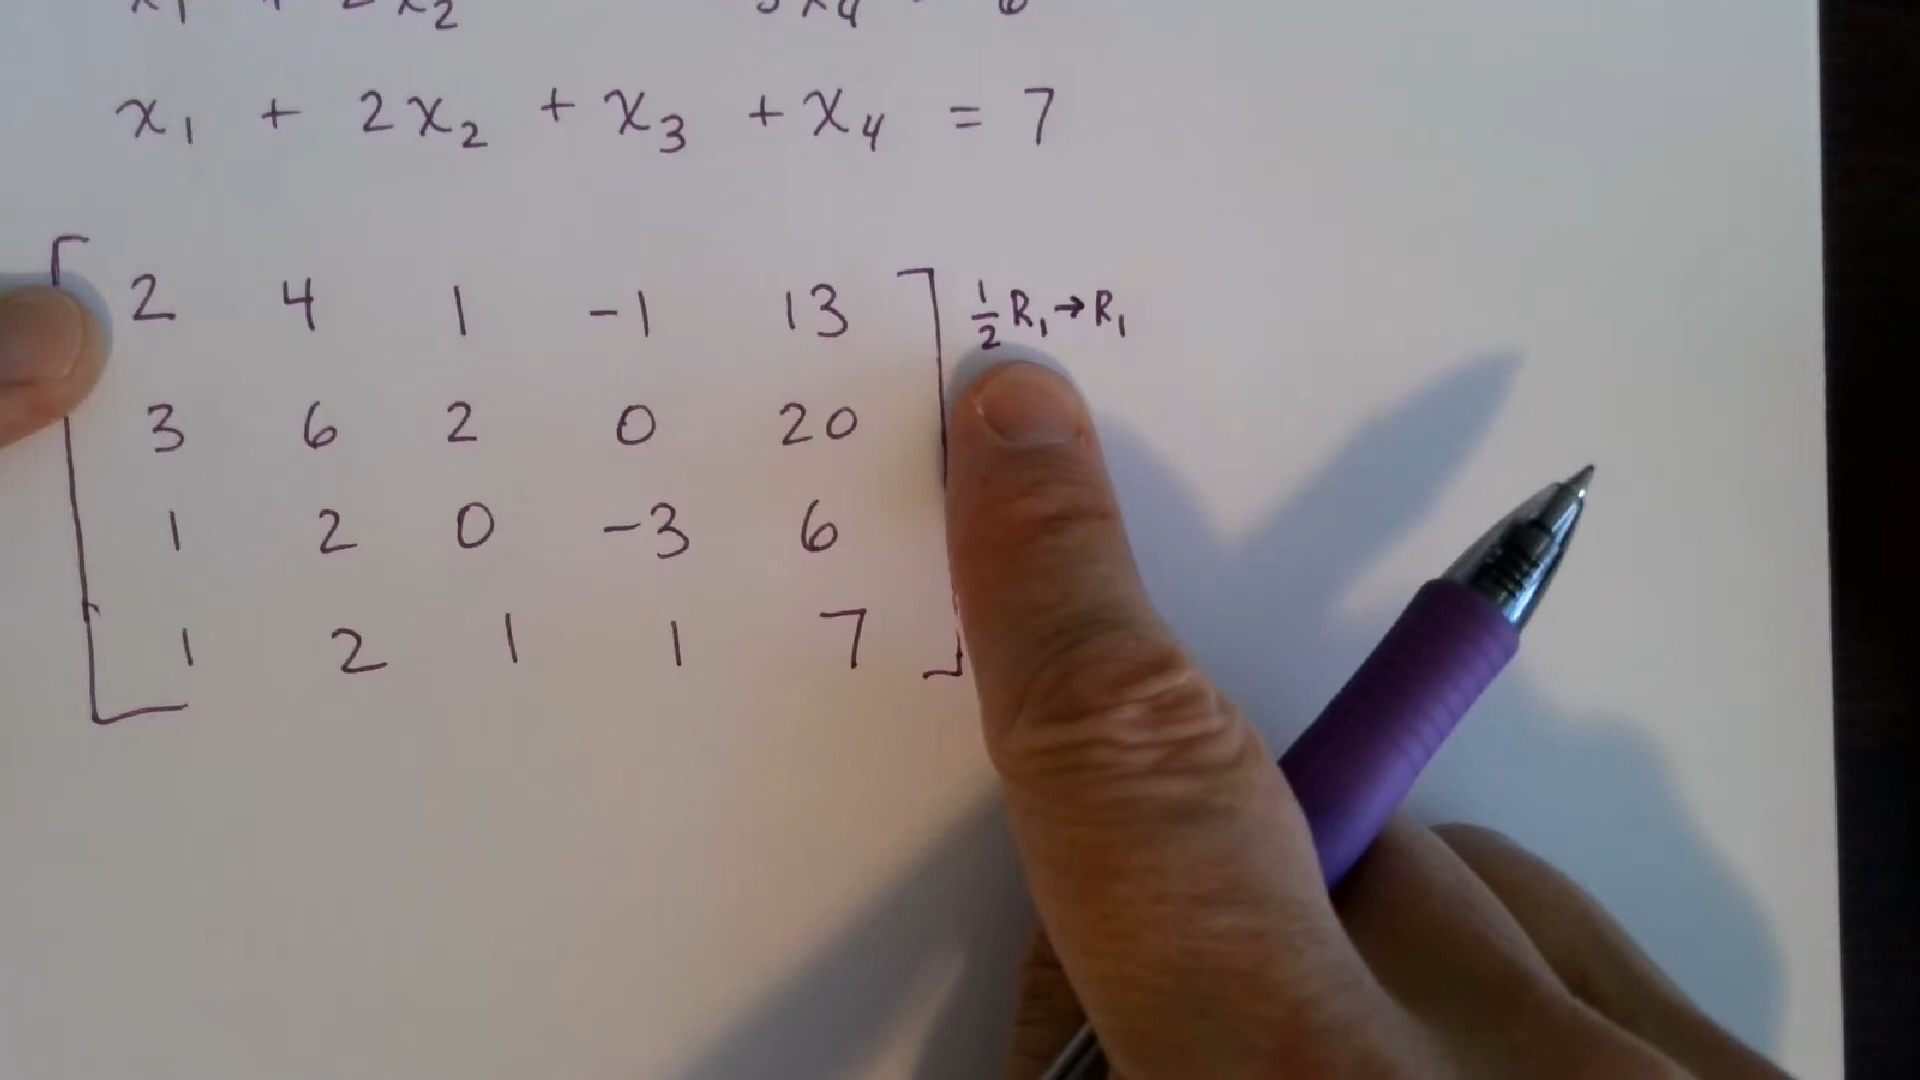 x₁ + 2x₂ + x₃ + x₄ = 7
2 4 1 -1 13 ½R₁→R₁
3 6 2 0 20
1 2 0 -3 6
1 2 1 1 7